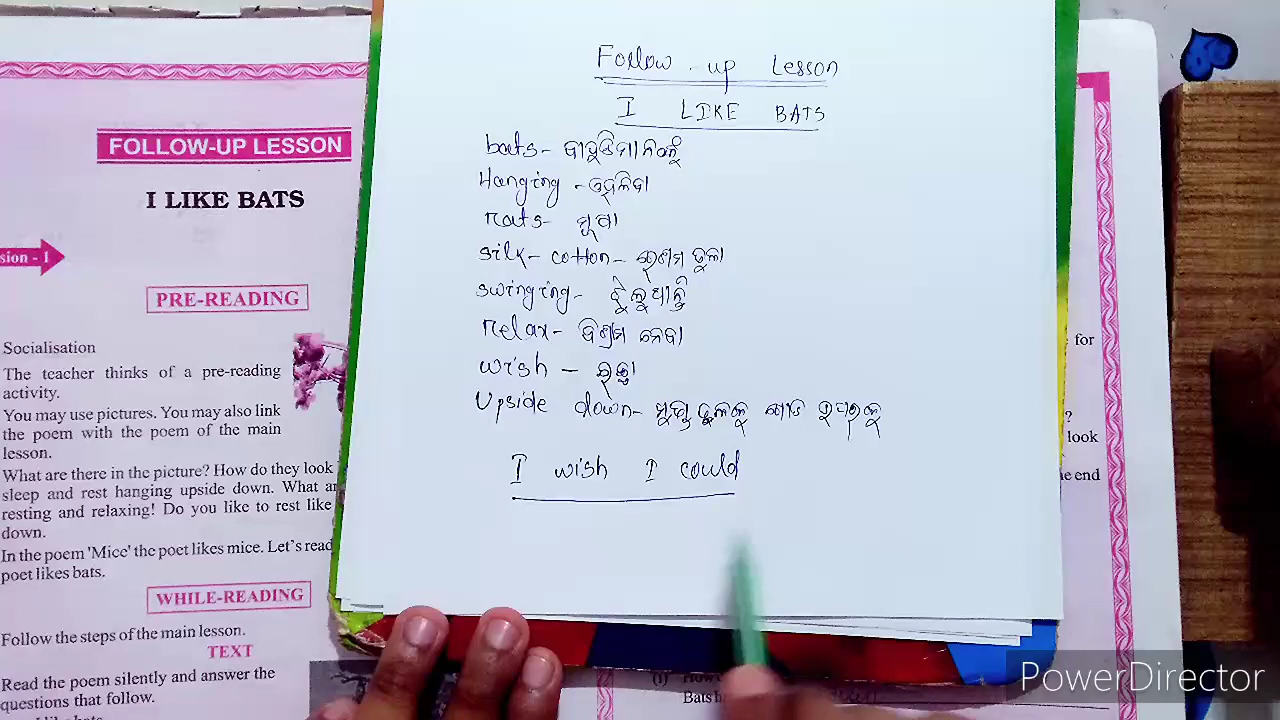 FOLLOW-UP LESSON
I LIKE BATS
sion - 1
PRE-READING
Socialisation
The teacher thinks of a pre-reading
activity.
You may use pictures. You may also link
the poem with the poem of the main
lesson.
What are there in the picture? How do they look
sleep and rest hanging upside down. What
resting and relaxing! Do you like to rest like
down.
In the poem 'Mice' the poet likes mice. Let's read
poet likes bats.
WHILE-READING
Follow the steps of the main lesson.
TEXT
Read the poem silently and answer the
questions that follow.
Follow-up Lesson
I LIKE BATS
bats- ବାଦୁଡିମାନଙ୍କୁ
Hanging - ଝୁଲିବା
rats- ମୂଷା
silk- cotton- ରେଶମ ତୁଳା
swinging- ଝୁଲୁଥାନ୍ତି
relax- ବିଶ୍ରାମ ନେବା
wish - ଇଚ୍ଛା
Upside down- ମୁଣ୍ଡ ତଳକୁ ଗୋଡ ଉପରକୁ
I wish I could
for
?
look
e end
(i)
Bats
PowerDirector